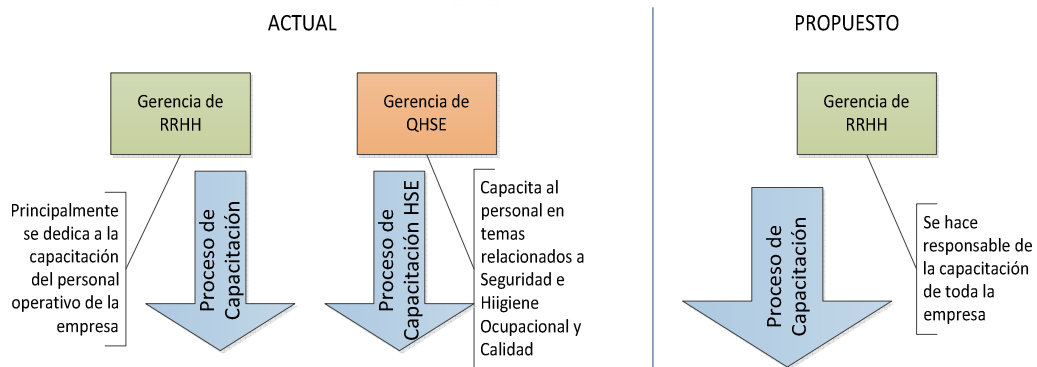 ACTUAL
Gerencia de
RRHH
Gerencia de
QHSE
Principalmente
se dedica a la
capacitación
del personal
operativo de la
empresa
Proceso de
Capacitación
Proceso de
Capacitación HSE
Capacita al
personal en
temas
relacionados a
Seguridad e
Hiigiene
Ocupacional y
Calidad
PROPUESTO
Gerencia de
RRHH
Proceso de
Capacitación
Se hace
responsable de
la capacitación
de toda la
empresa